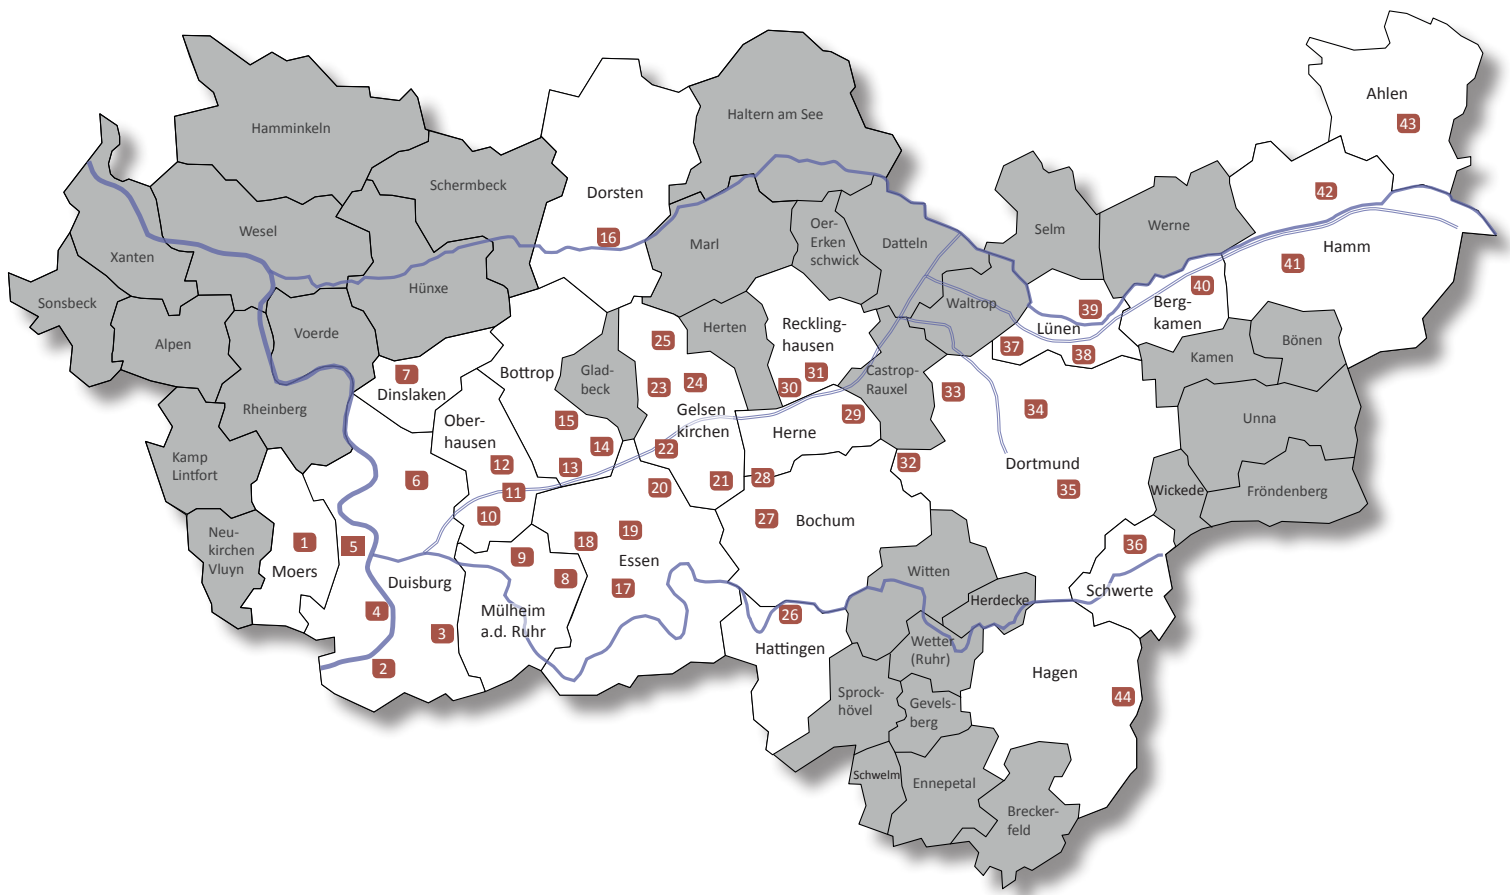 Ahlen
43
Hamminkeln
Haltern am See
Schermbeck
Dorsten
42
16
Oer-
Erken
schwick
Selm
Werne
Wesel
Marl
Datteln
Hamm
Xanten
41
Hünxe
40
Sonsbeck
Waltrop
39
Berg-
kamen
Voerde
Herten
Reckling-
hausen
Lünen
Alpen
25
37
38
Kamen
Bönen
7
Dinslaken
Bottrop
Glad-
beck
23
24
30
31
Castrop-
Rauxel
33
Rheinberg
Gelsen
kirchen
29
34
Unna
Ober-
hausen
15
Herne
Kamp
Lintfort
14
22
12
13
32
Dortmund
6
11
20
21
28
35
Wickede
Fröndenberg
10
27
Bochum
Neu-
kirchen
Vluyn
1
Moers
5
18
19
36
9
Essen
Duisburg
8
17
Witten
Schwerte
4
Mülheim
a.d. Ruhr
Herdecke
26
3
Hattingen
Wetter
(Ruhr)
2
Hagen
Sprock-
hövel
Gevels-
berg
44
Schwelm
Ennepetal
Brecker-
feld